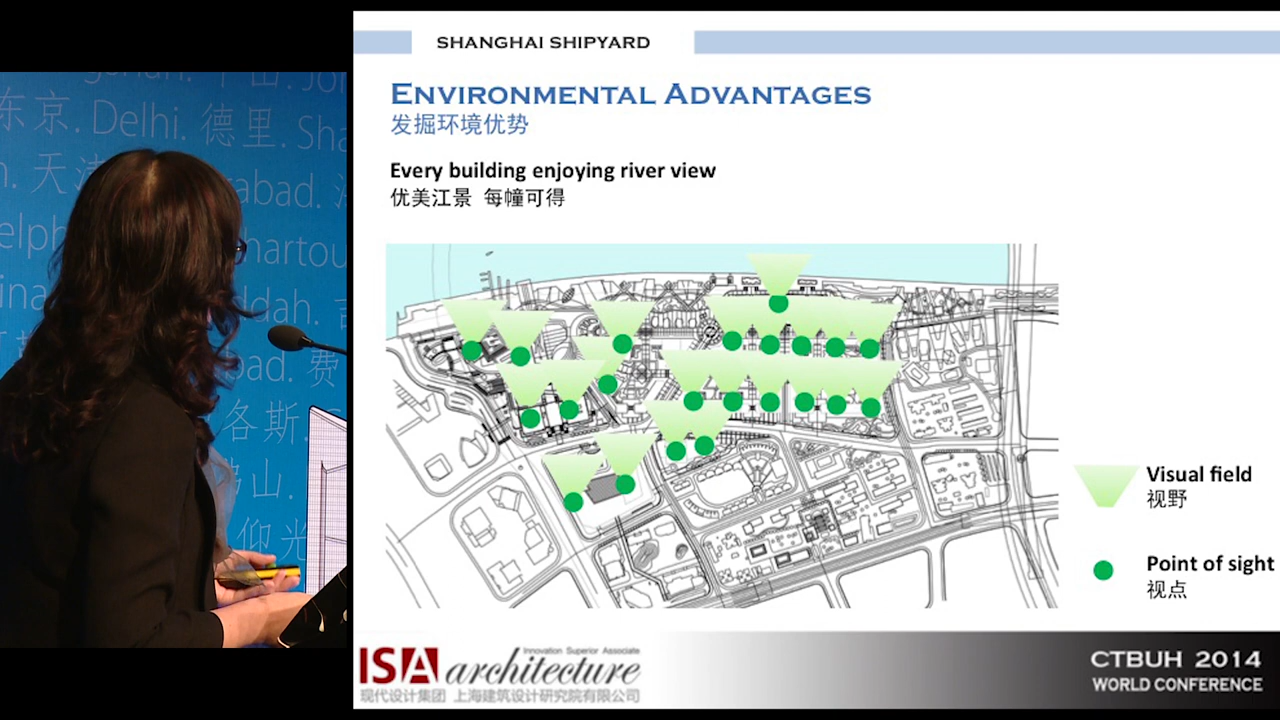 东京. Delhi. 德里. Sha
天津
SHANGHAI SHIPYARD
ENVIRONMENTAL ADVANTAGES
发掘环境优势
Every building enjoying river view
优美江景 每幢可得
Visual field
视野
Point of sight
视点
Innovation Superior Associate
ISA architecture
现代设计集团 上海建筑设计研究院有限公司
CTBUH 2014
WORLD CONFERENCE